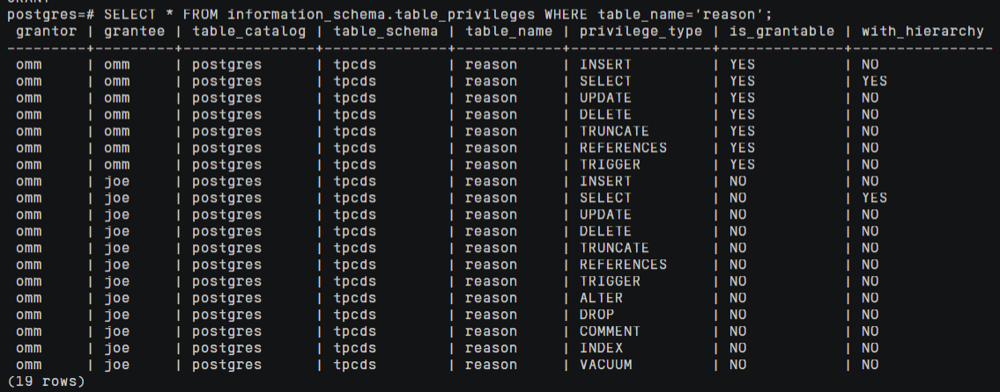 postgres=# SELECT * FROM information_schema.table_privileges WHERE table_name='reason';
 grantor | grantee | table_catalog | table_schema | table_name | privilege_type | is_grantable | with_hierarchy
---------+---------+---------------+--------------+------------+----------------+--------------+----------------
 omm     | omm     | postgres      | tpcds        | reason     | INSERT         | YES          | NO
 omm     | omm     | postgres      | tpcds        | reason     | SELECT         | YES          | YES
 omm     | omm     | postgres      | tpcds        | reason     | UPDATE         | YES          | NO
 omm     | omm     | postgres      | tpcds        | reason     | DELETE         | YES          | NO
 omm     | omm     | postgres      | tpcds        | reason     | TRUNCATE       | YES          | NO
 omm     | omm     | postgres      | tpcds        | reason     | REFERENCES     | YES          | NO
 omm     | omm     | postgres      | tpcds        | reason     | TRIGGER        | YES          | NO
 omm     | joe     | postgres      | tpcds        | reason     | INSERT         | NO           | NO
 omm     | joe     | postgres      | tpcds        | reason     | SELECT         | NO           | YES
 omm     | joe     | postgres      | tpcds        | reason     | UPDATE         | NO           | NO
 omm     | joe     | postgres      | tpcds        | reason     | DELETE         | NO           | NO
 omm     | joe     | postgres      | tpcds        | reason     | TRUNCATE       | NO           | NO
 omm     | joe     | postgres      | tpcds        | reason     | REFERENCES     | NO           | NO
 omm     | joe     | postgres      | tpcds        | reason     | TRIGGER        | NO           | NO
 omm     | joe     | postgres      | tpcds        | reason     | ALTER          | NO           | NO
 omm     | joe     | postgres      | tpcds        | reason     | DROP           | NO           | NO
 omm     | joe     | postgres      | tpcds        | reason     | COMMENT        | NO           | NO
 omm     | joe     | postgres      | tpcds        | reason     | INDEX          | NO           | NO
 omm     | joe     | postgres      | tpcds        | reason     | VACUUM         | NO           | NO
(19 rows)